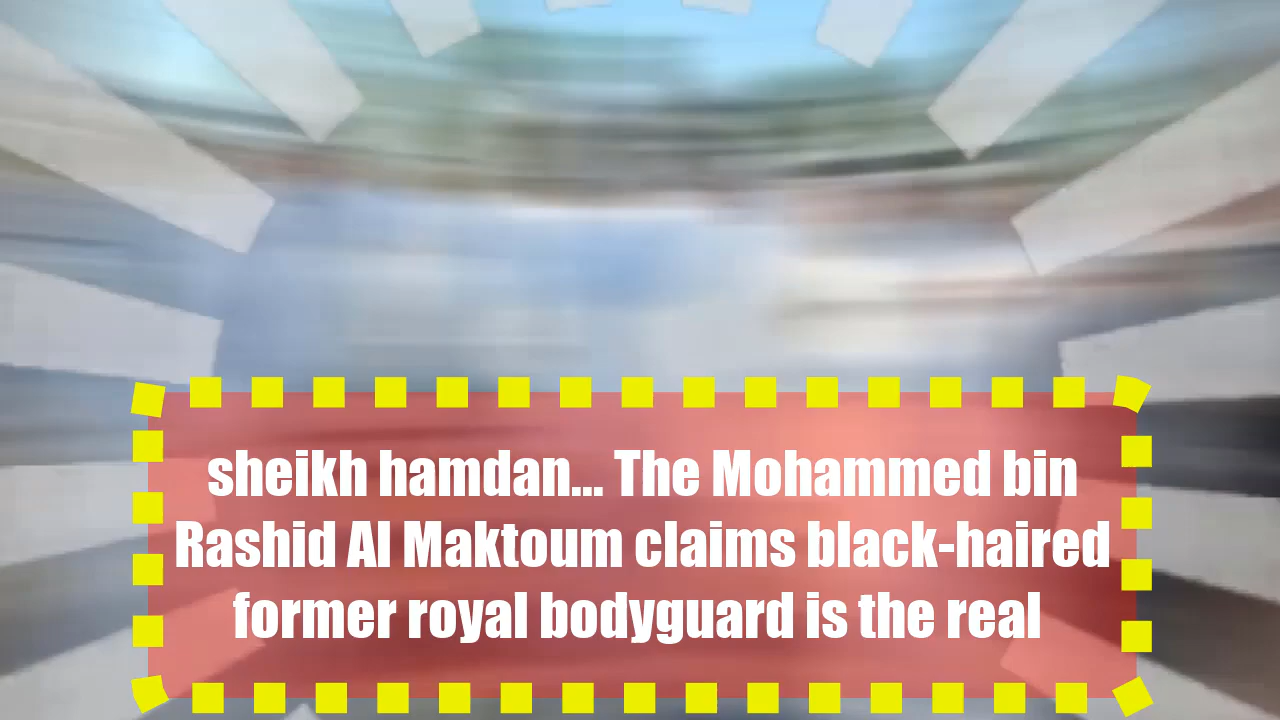 sheikh hamdan... The Mohammed bin
Rashid Al Maktoum claims black-haired
former royal bodyguard is the real